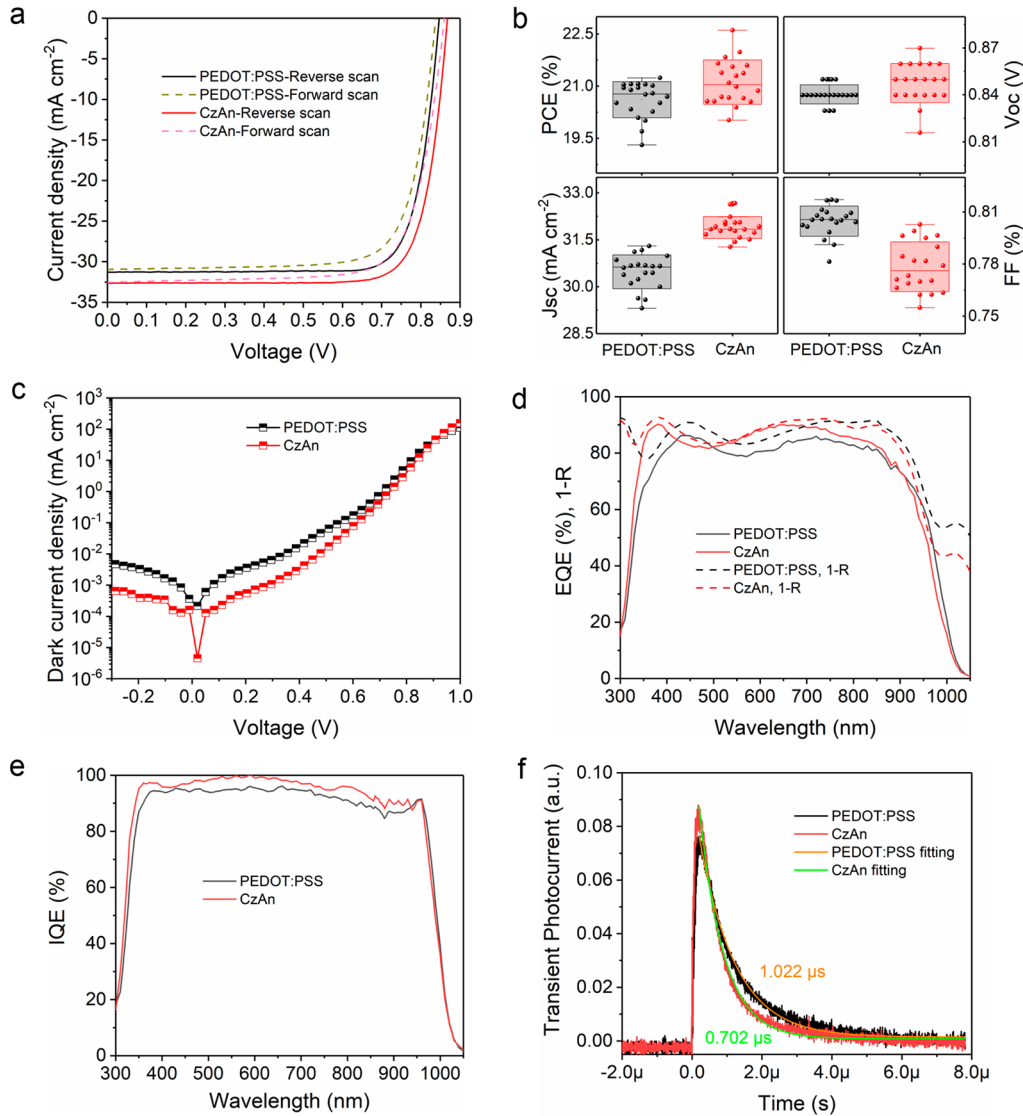 a
Current density (mA cm-2)
0
-5
-10
-15
-20
-25
-30
-35
PEDOT:PSS-Reverse scan
PEDOT:PSS-Forward scan
CzAn-Reverse scan
CzAn-Forward scan
0.0 0.1 0.2 0.3 0.4 0.5 0.6 0.7 0.8 0.9
Voltage (V)
b
PCE (%)
22.5
21.0
19.5
Voc (V)
0.87
0.84
0.81
Jsc (mA cm-2)
33.0
31.5
30.0
28.5
FF (%)
0.81
0.78
0.75
PEDOT:PSS CzAn PEDOT:PSS CzAn
c
Dark current density (mA cm-2)
10^3
10^2
10^1
10^0
10^-1
10^-2
10^-3
10^-4
10^-5
10^-6
PEDOT:PSS
CzAn
-0.2 0.0 0.2 0.4 0.6 0.8 1.0
Voltage (V)
d
EQE (%), 1-R
100
80
60
40
20
0
PEDOT:PSS
CzAn
PEDOT:PSS, 1-R
CzAn, 1-R
300 400 500 600 700 800 900 1000
Wavelength (nm)
e
IQE (%)
100
80
60
40
20
0
PEDOT:PSS
CzAn
300 400 500 600 700 800 900 1000
Wavelength (nm)
f
Transient Photocurrent (a.u.)
0.10
0.08
0.06
0.04
0.02
0.00
PEDOT:PSS
CzAn
PEDOT:PSS fitting
CzAn fitting
1.022 µs
0.702 µs
-2.0µ 0.0 2.0µ 4.0µ 6.0µ 8.0µ
Time (s)